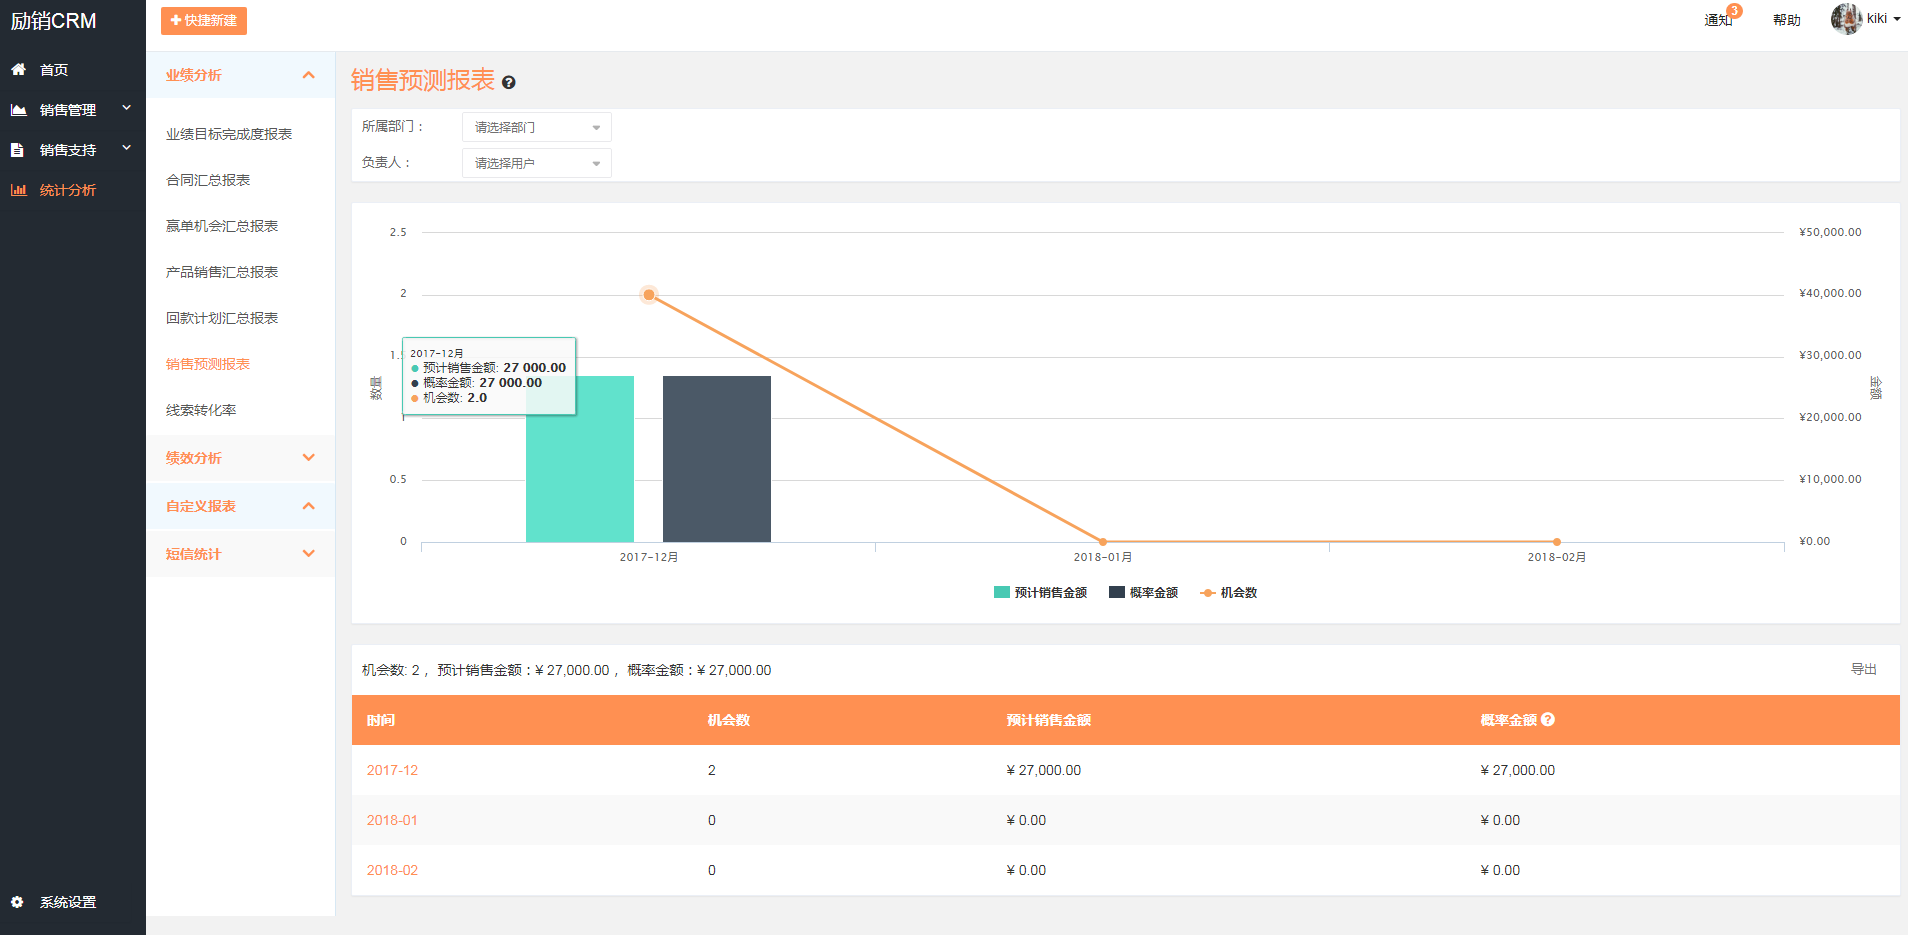 励销CRM
快捷新建
通知
3
帮助
kiki
首页
销售管理
销售支持
统计分析
系统设置
业绩分析
业绩目标完成度报表
合同汇总报表
赢单机会汇总报表
产品销售汇总报表
回款计划汇总报表
销售预测报表
线索转化率
绩效分析
自定义报表
短信统计
销售预测报表
所属部门：
请选择部门
负责人：
请选择用户
2.5
¥50,000.00
2
¥40,000.00
¥30,000.00
¥20,000.00
0.5
¥10,000.00
0
¥0.00
数量
金额
2017-12月
预计销售金额: 27 000.00
概率金额: 27 000.00
机会数: 2.0
2017-12月
2018-01月
2018-02月
预计销售金额
概率金额
机会数
机会数: 2 , 预计销售金额：¥ 27,000.00 , 概率金额：¥ 27,000.00
导出
时间 机会数 预计销售金额 概率金额
2017-12 2 ¥ 27,000.00 ¥ 27,000.00
2018-01 0 ¥ 0.00 ¥ 0.00
2018-02 0 ¥ 0.00 ¥ 0.00